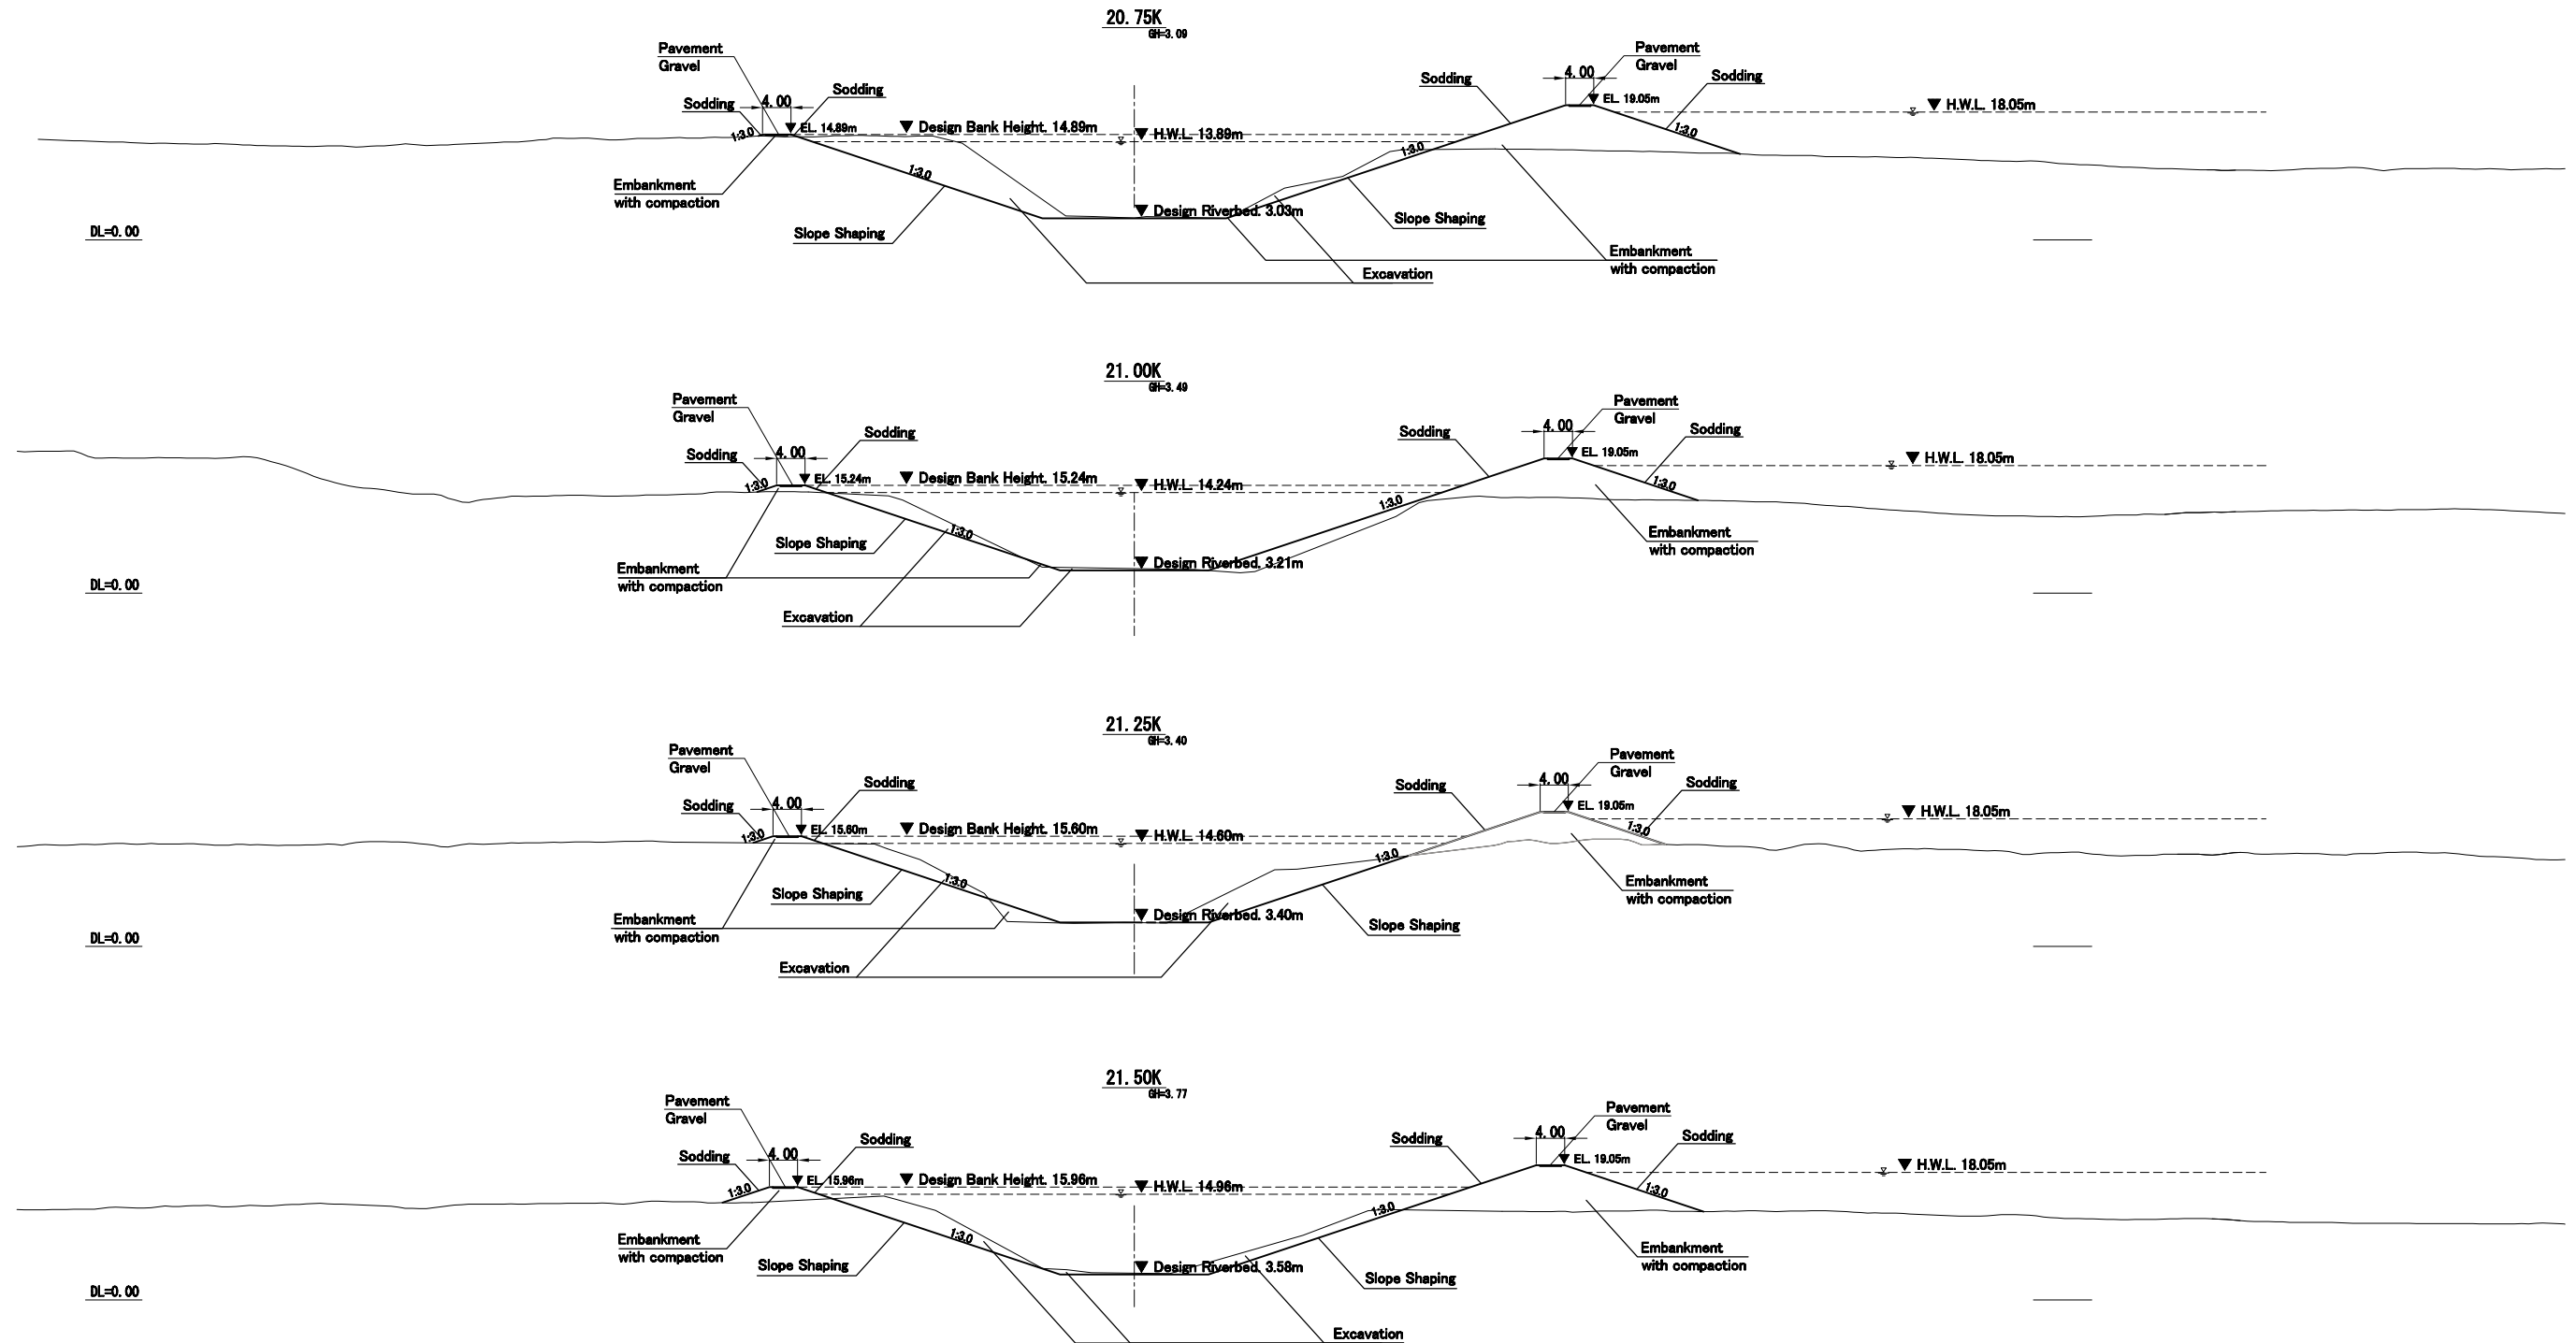 20.75K
GH=3.09
Pavement
Gravel
Pavement
Gravel
Sodding
4.00
Sodding
Sodding
4.00
Sodding
EL. 19.05m
H.W.L. 18.05m
1:3.0
EL. 14.89m
Design Bank Height. 14.89m
H.W.L. 13.89m
1:3.0
1:3.0
1:3.0
Embankment
with compaction
Design Riverbed. 3.03m
Slope Shaping
Slope Shaping
DL=0.00
Embankment
with compaction
Excavation
21.00K
GH=3.49
Pavement
Gravel
Pavement
Gravel
Sodding
4.00
Sodding
Sodding
4.00
Sodding
EL. 19.05m
H.W.L. 18.05m
1:3.0
EL. 15.24m
Design Bank Height. 15.24m
H.W.L. 14.24m
1:3.0
1:3.0
1:3.0
Slope Shaping
Embankment
with compaction
Design Riverbed. 3.21m
Embankment
with compaction
DL=0.00
Excavation
21.25K
GH=3.40
Pavement
Gravel
Pavement
Gravel
Sodding
4.00
Sodding
Sodding
4.00
Sodding
EL. 19.05m
H.W.L. 18.05m
1:3.0
EL. 15.60m
Design Bank Height. 15.60m
H.W.L. 14.60m
1:3.0
1:3.0
1:3.0
Slope Shaping
Embankment
with compaction
Design Riverbed. 3.40m
Embankment
with compaction
Slope Shaping
DL=0.00
Excavation
21.50K
GH=3.77
Pavement
Gravel
Pavement
Gravel
Sodding
4.00
Sodding
Sodding
4.00
Sodding
EL. 19.05m
H.W.L. 18.05m
1:3.0
EL. 15.96m
Design Bank Height. 15.96m
H.W.L. 14.96m
1:3.0
1:3.0
1:3.0
Embankment
with compaction
Embankment
with compaction
Slope Shaping
Design Riverbed. 3.58m
Slope Shaping
DL=0.00
Excavation